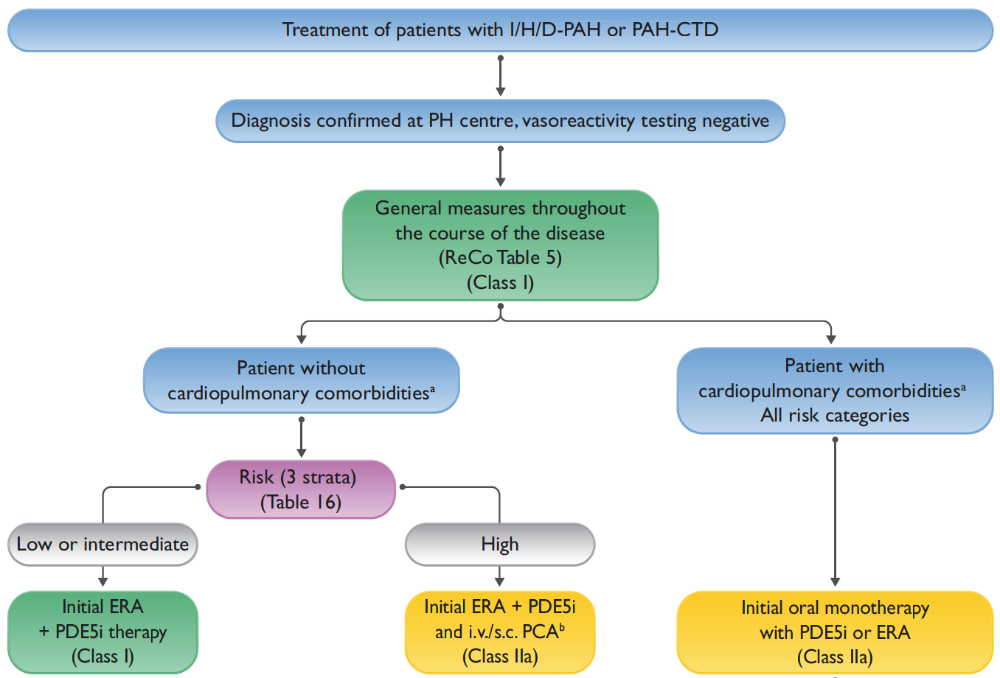 Treatment of patients with I/H/D-PAH or PAH-CTD
Diagnosis confirmed at PH centre, vasoreactivity testing negative
General measures throughout
the course of the disease
(ReCo Table 5)
(Class I)
Patient without
cardiopulmonary comorbiditiesᵃ
Patient with
cardiopulmonary comorbiditiesᵃ
All risk categories
Risk (3 strata)
(Table 16)
Low or intermediate
High
Initial ERA
+ PDE5i therapy
(Class I)
Initial ERA + PDE5i
and i.v./s.c. PCAᵇ
(Class IIa)
Initial oral monotherapy
with PDE5i or ERA
(Class IIa)